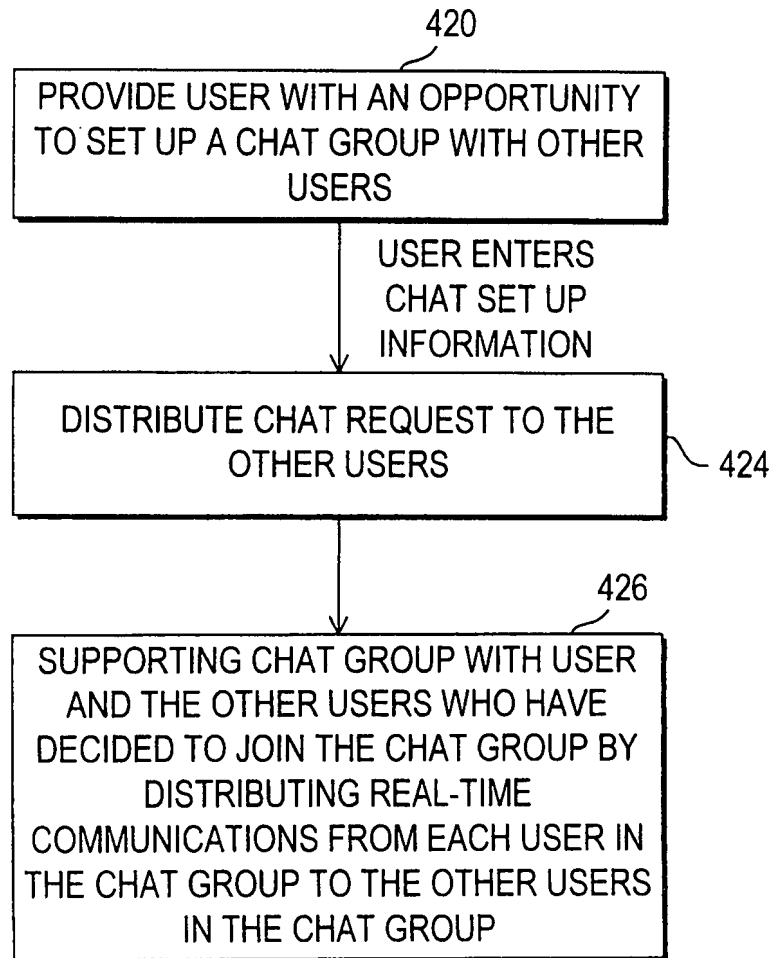 420
PROVIDE USER WITH AN OPPORTUNITY
TO SET UP A CHAT GROUP WITH OTHER
USERS
USER ENTERS
CHAT SET UP
INFORMATION
DISTRIBUTE CHAT REQUEST TO THE
OTHER USERS
424
426
SUPPORTING CHAT GROUP WITH USER
AND THE OTHER USERS WHO HAVE
DECIDED TO JOIN THE CHAT GROUP BY
DISTRIBUTING REAL-TIME
COMMUNICATIONS FROM EACH USER IN
THE CHAT GROUP TO THE OTHER USERS
IN THE CHAT GROUP